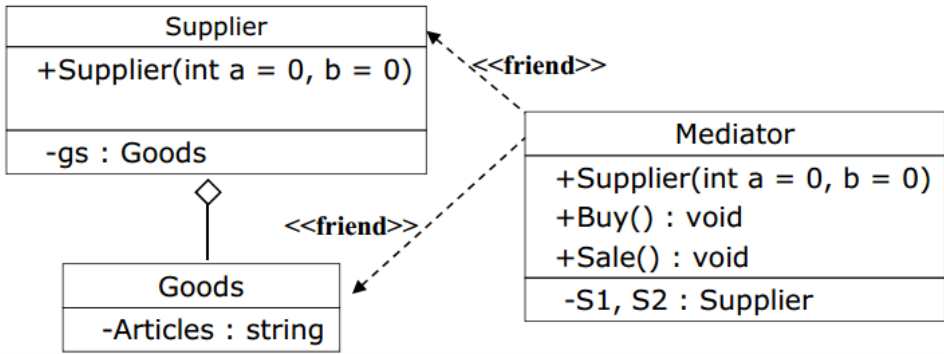 Supplier
+Supplier(int a = 0, b = 0)
-gs : Goods
<<friend>>
Mediator
+Supplier(int a = 0, b = 0)
+Buy() : void
+Sale() : void
-S1, S2 : Supplier
<<friend>>
Goods
-Articles : string